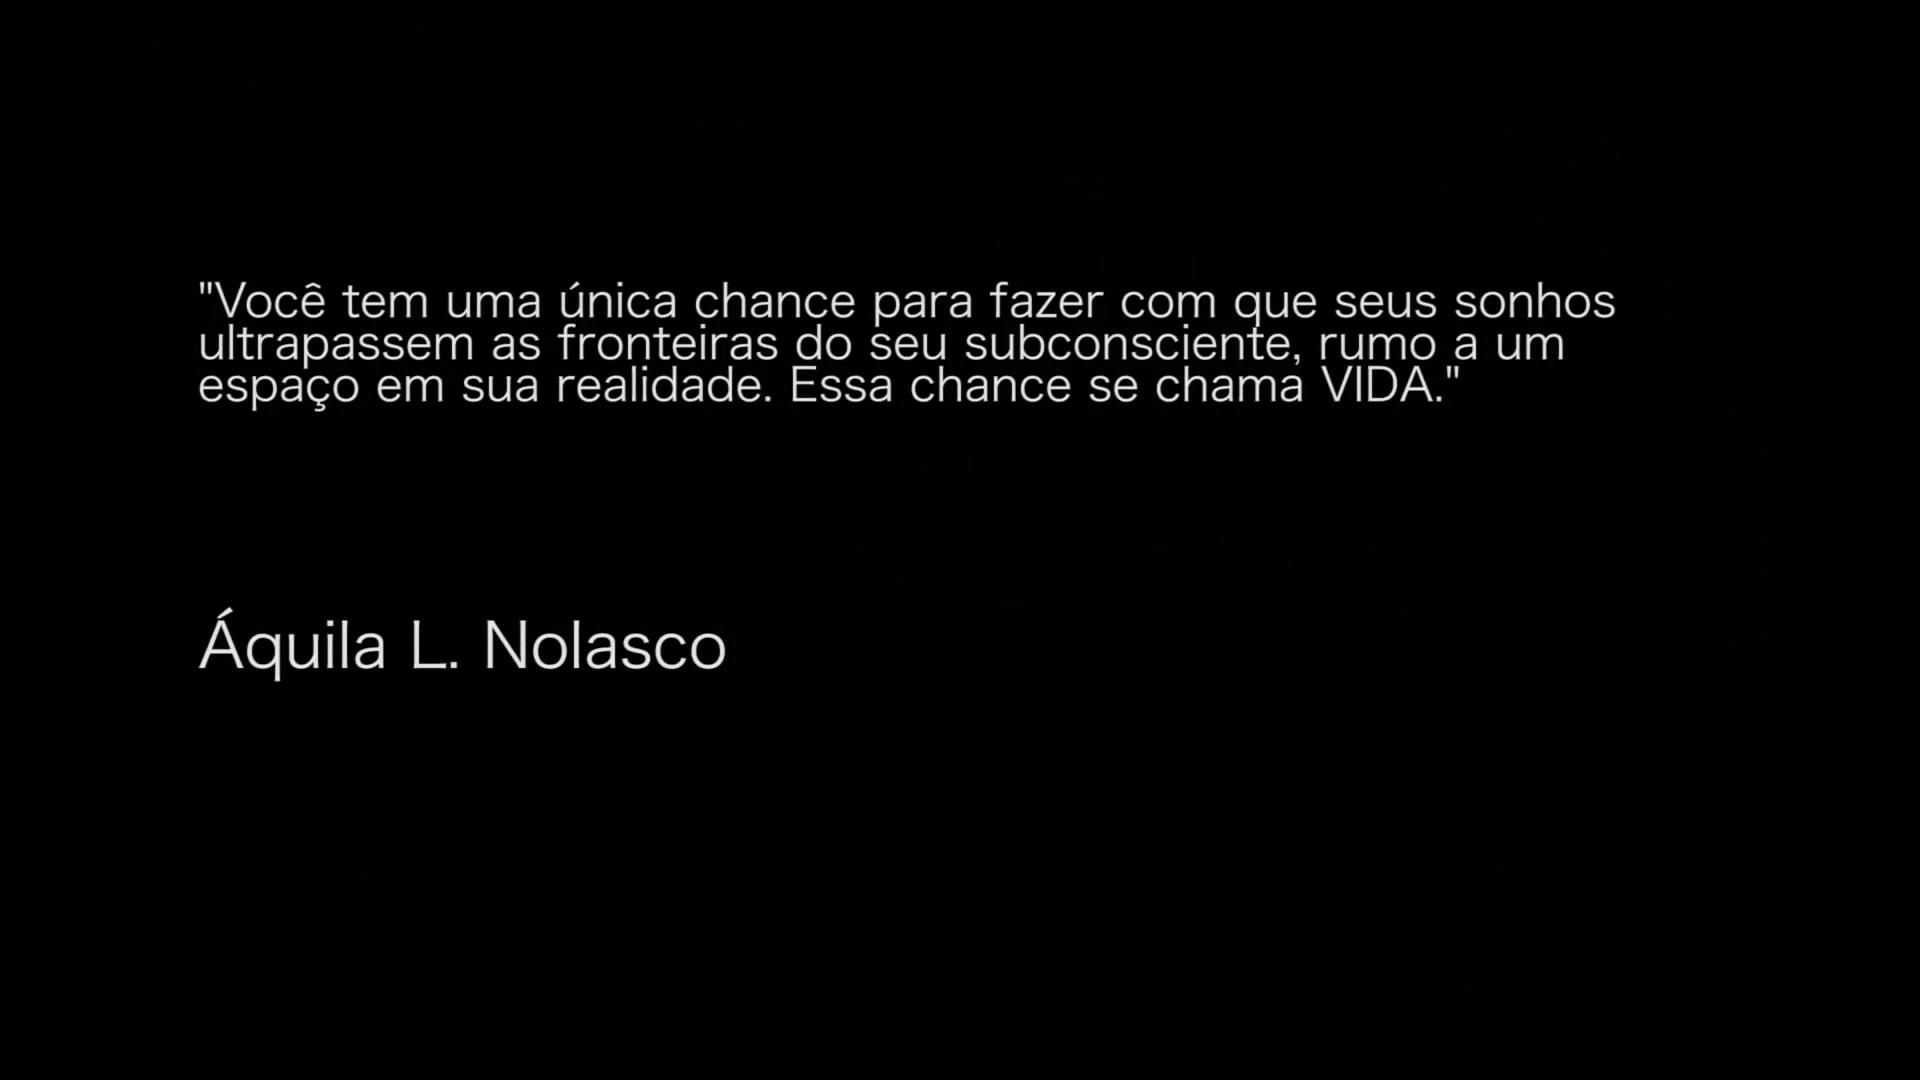 "Você tem uma única chance para fazer com que seus sonhos
ultrapassem as fronteiras do seu subconsciente, rumo a um
espaço em sua realidade. Essa chance se chama VIDA."
Áquila L. Nolasco